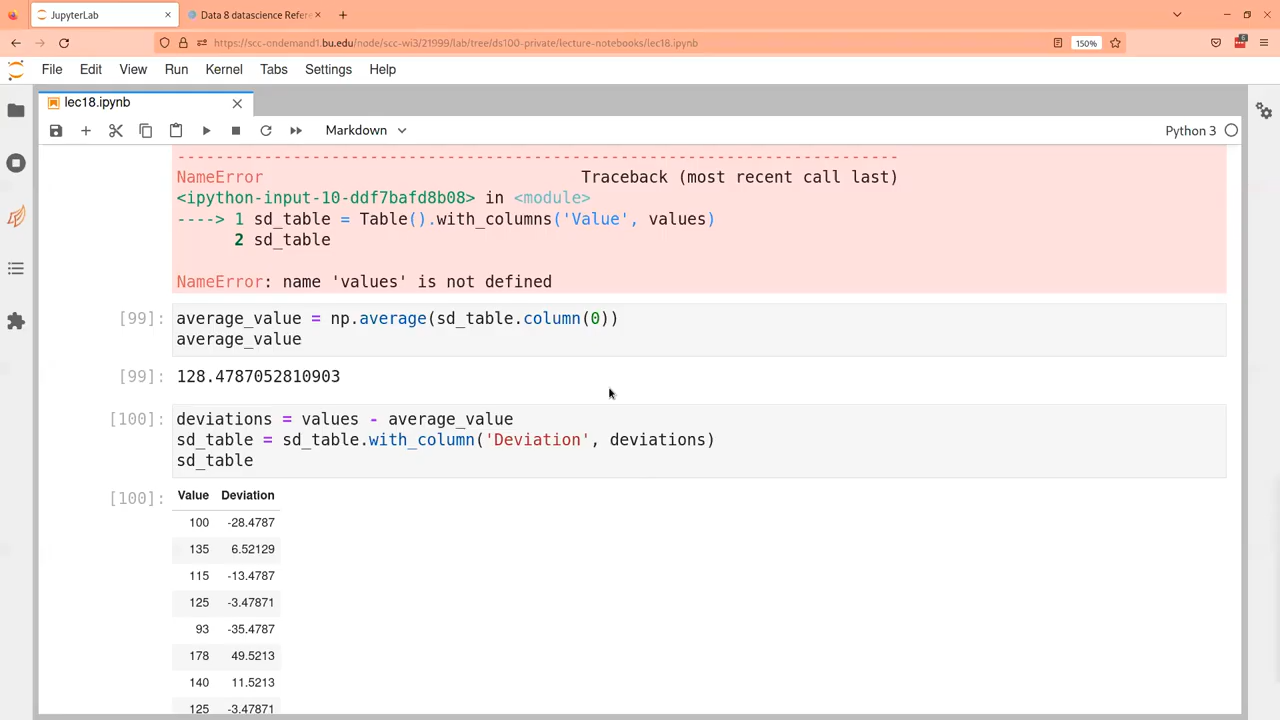 JupyterLab
Data 8 datascience Refere
https://scc-ondemand1.bu.edu/node/scc-wi3/21999/lab/tree/ds100-private/lecture-notebooks/lec18.ipynb
150%
File Edit View Run Kernel Tabs Settings Help
lec18.ipynb
Markdown
Python 3
---------------------------------------------------------------------------
NameError Traceback (most recent call last)
<ipython-input-10-ddf7bafd8b08> in <module>
----> 1 sd_table = Table().with_columns('Value', values)
2 sd_table
NameError: name 'values' is not defined
[99]: average_value = np.average(sd_table.column(0))
average_value
[99]: 128.4787052810903
[100]: deviations = values - average_value
sd_table = sd_table.with_column('Deviation', deviations)
sd_table
[100]: Value Deviation
100 -28.4787
135 6.52129
115 -13.4787
125 -3.47871
93 -35.4787
178 49.5213
140 11.5213
125 -3.47871